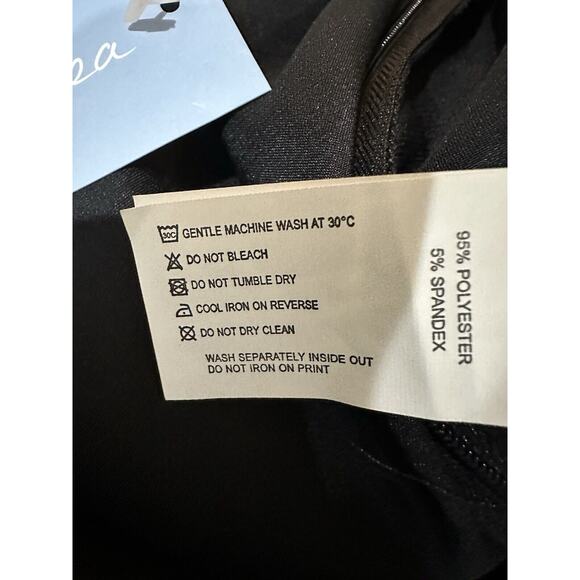 GENTLE MACHINE WASH AT 30°C
DO NOT BLEACH
DO NOT TUMBLE DRY
COOL IRON ON REVERSE
DO NOT DRY CLEAN
WASH SEPARATELY INSIDE OUT
DO NOT IRON ON PRINT
95% POLYESTER
5% SPANDEX